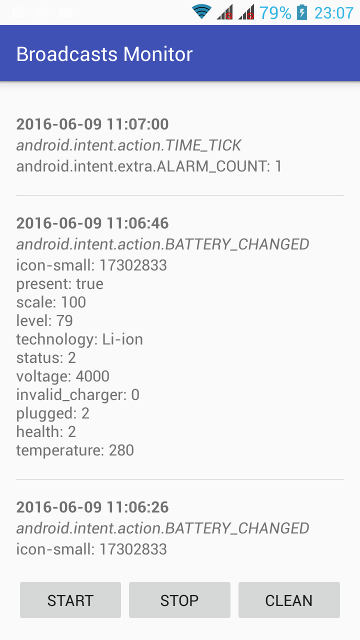 79% 23:07
Broadcasts Monitor
2016-06-09 11:07:00
android.intent.action.TIME_TICK
android.intent.extra.ALARM_COUNT: 1
2016-06-09 11:06:46
android.intent.action.BATTERY_CHANGED
icon-small: 17302833
present: true
scale: 100
level: 79
technology: Li-ion
status: 2
voltage: 4000
invalid_charger: 0
plugged: 2
health: 2
temperature: 280
2016-06-09 11:06:26
android.intent.action.BATTERY_CHANGED
icon-small: 17302833
START STOP CLEAN